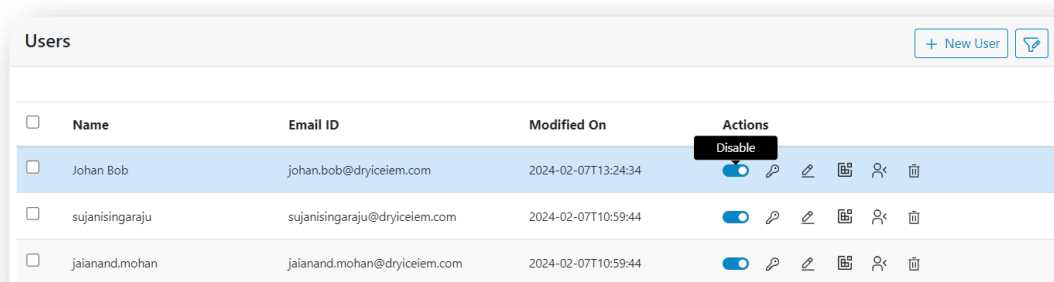 Users
+ New User
Name Email ID Modified On Actions
Disable
Johan Bob johan.bob@dryiceiem.com 2024-02-07T13:24:34
sujanisingaraju sujanisingaraju@dryiceiem.com 2024-02-07T10:59:44
jaianand.mohan jaianand.mohan@dryiceiem.com 2024-02-07T10:59:44